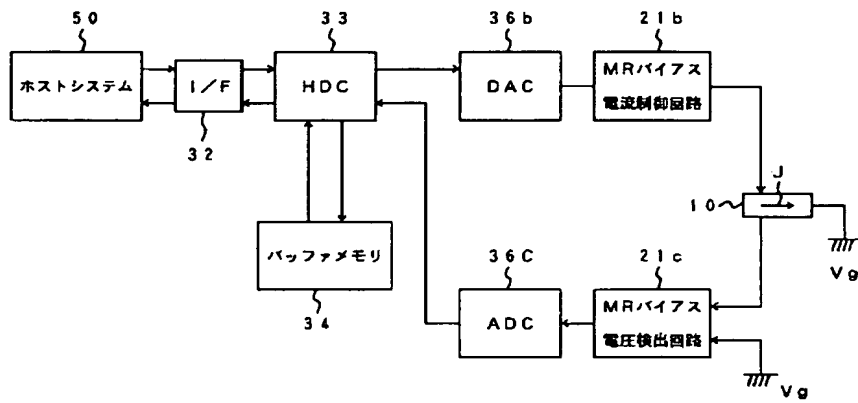 50
33
36b
21b
ホストシステム
I/F
HDC
DAC
MRバイアス
電流制御回路
32
J
10
バッファメモリ
36C
21c
Vg
34
ADC
MRバイアス
電圧検出回路
Vg